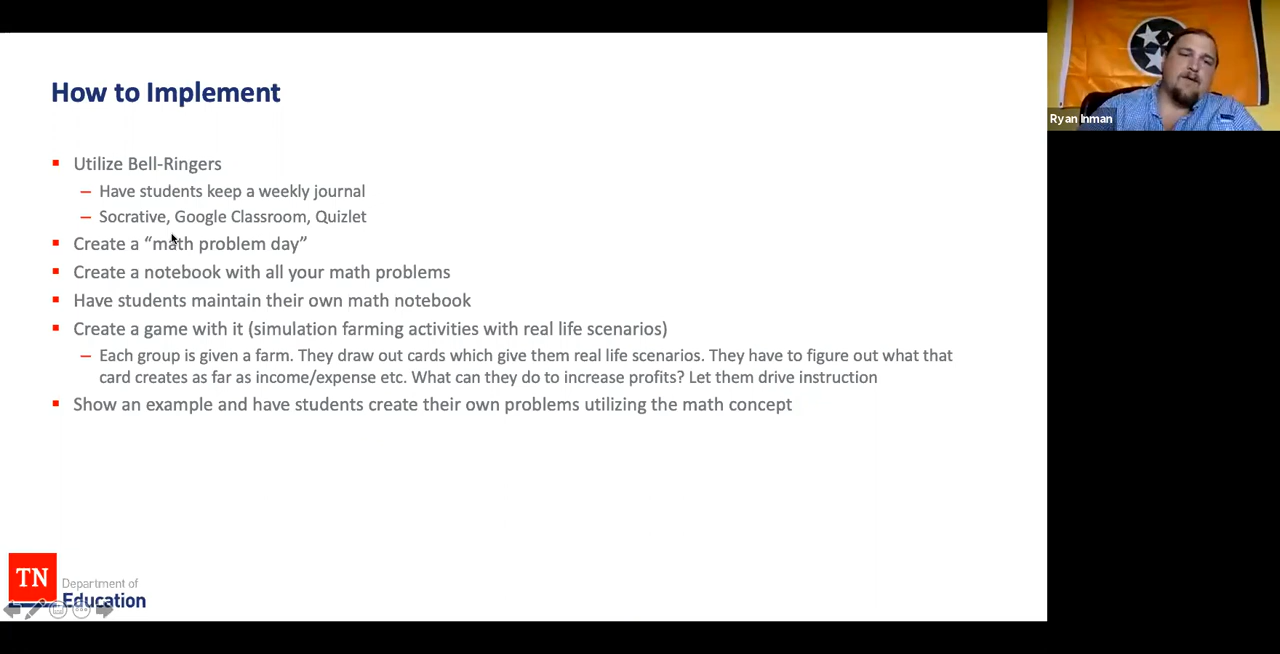 How to Implement
Utilize Bell-Ringers
Have students keep a weekly journal
Socrative, Google Classroom, Quizlet
Create a “math problem day”
Create a notebook with all your math problems
Have students maintain their own math notebook
Create a game with it (simulation farming activities with real life scenarios)
Each group is given a farm. They draw out cards which give them real life scenarios. They have to figure out what that
card creates as far as income/expense etc. What can they do to increase profits? Let them drive instruction
Show an example and have students create their own problems utilizing the math concept
TN
Department of
Education
Ryan Inman